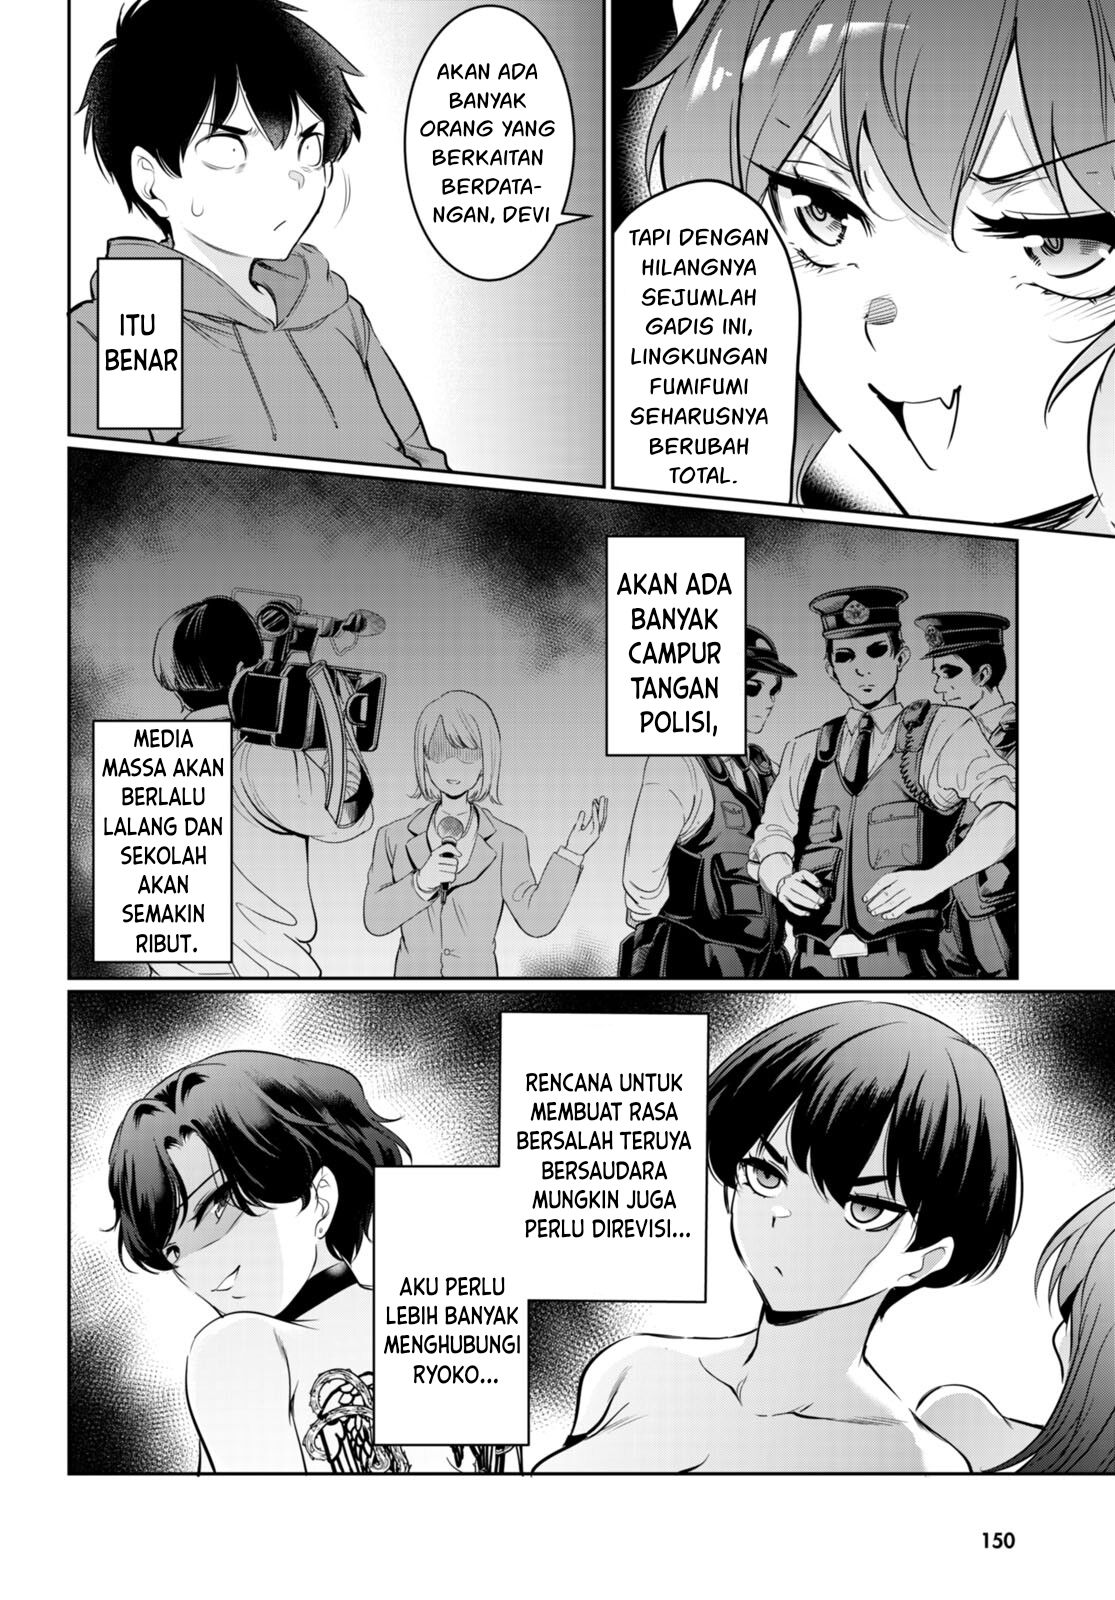 TAPI DENGAN
HILANGNYA
SEJUMLAH
GADIS INI,
LINGKUNGAN
FUMIFUMI
SEHARUSNYA
BERUBAH
TOTAL.
AKAN ADA
BANYAK
ORANG YANG
BERKAITAN
BERDATA-
NGAN, DEVI
ITU
BENAR
AKAN ADA
BANYAK
CAMPUR
TANGAN
POLISI,
MEDIA
MASSA AKAN
BERLALU
LALANG DAN
SEKOLAH
AKAN
SEMAKIN
RIBUT.
RENCANA UNTUK
MEMBUAT RASA
BERSALAH TERUYA
BERSAUDARA
MUNGKIN JUGA
PERLU DIREVISI...
AKU PERLU
LEBIH BANYAK
MENGHUBUNGI
RYOKO...
150